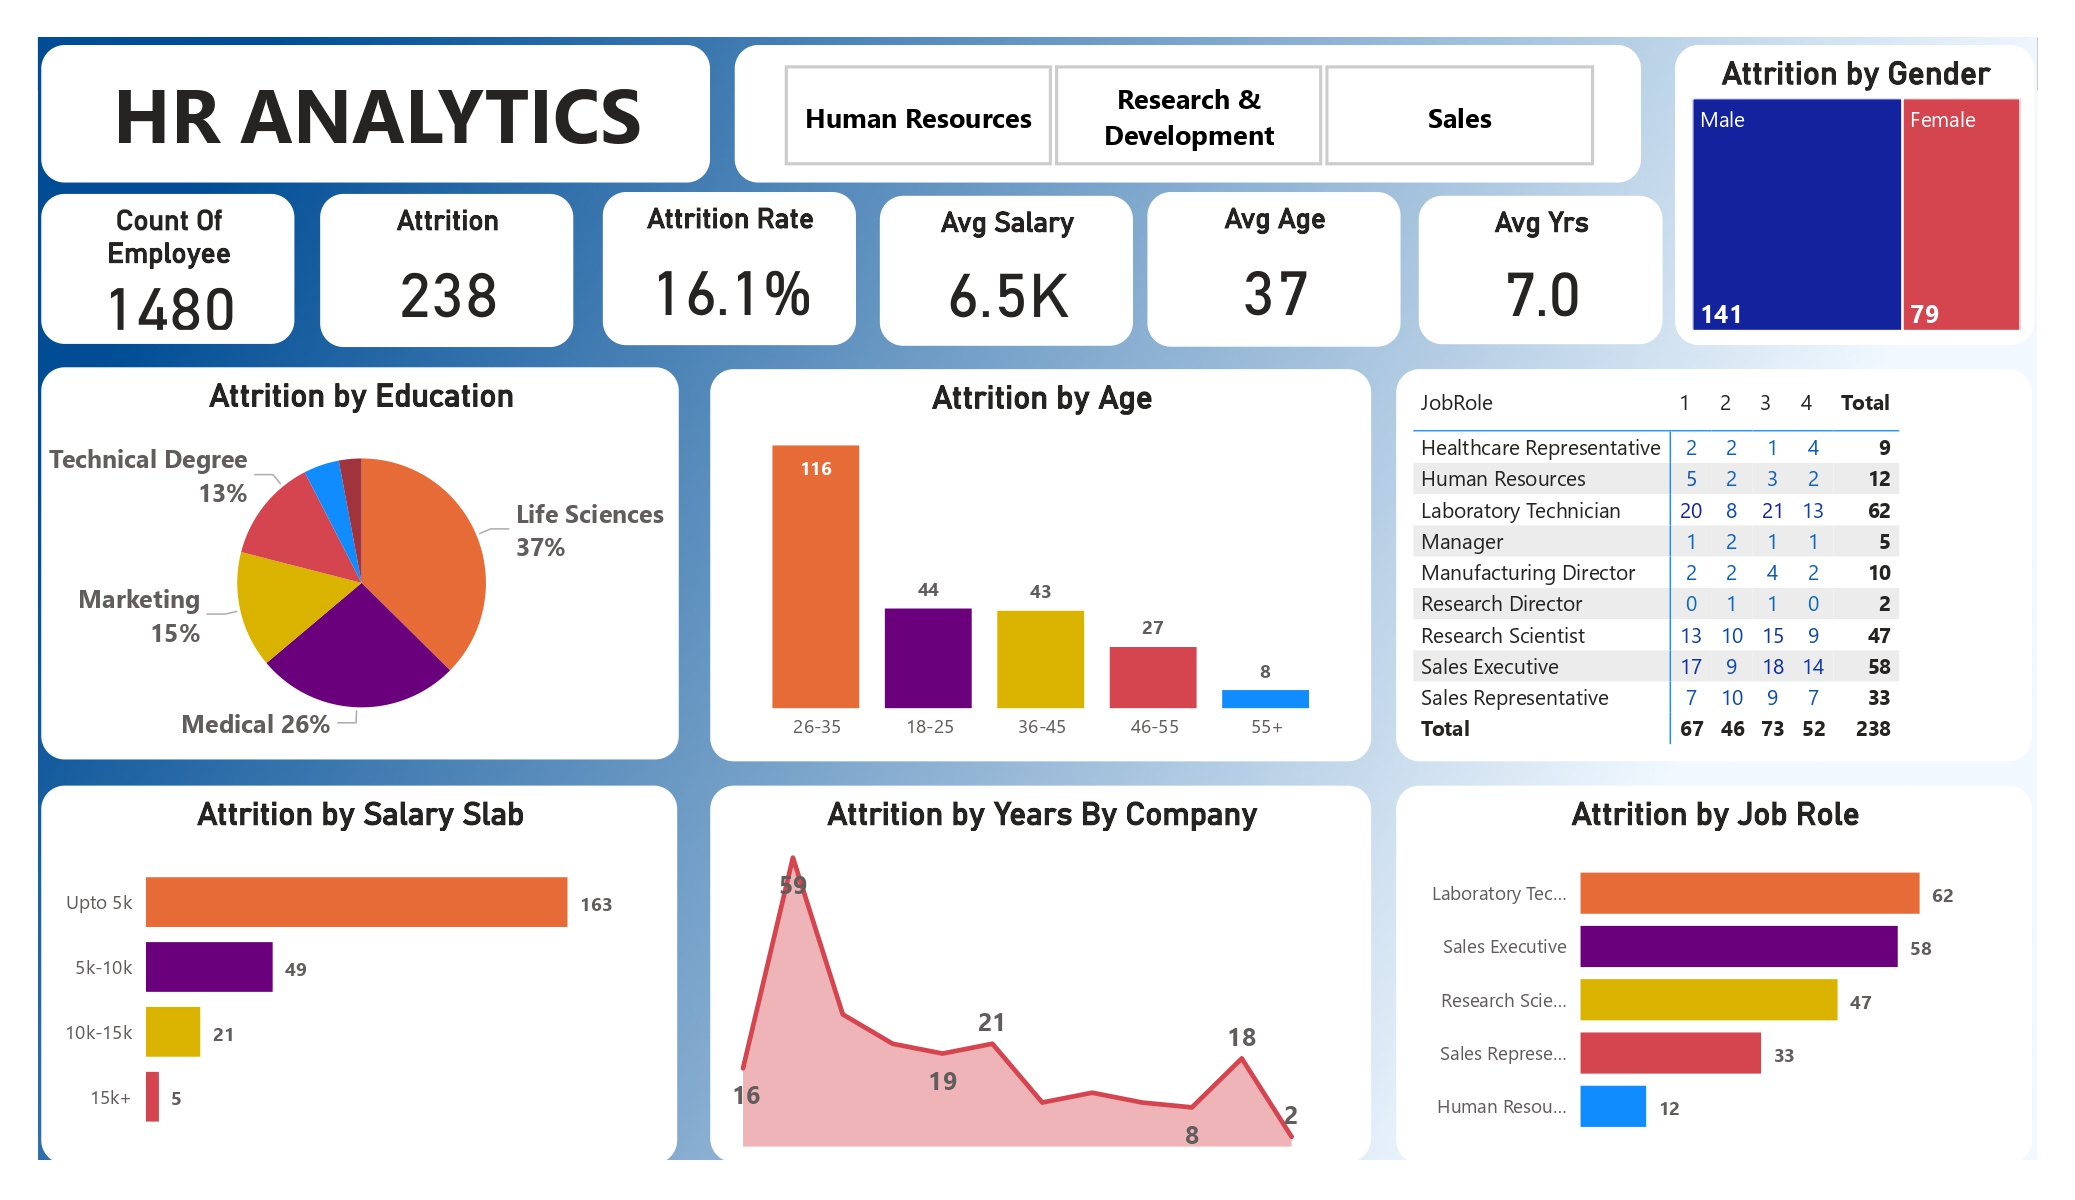 HR ANALYTICS
Human Resources
Research &
Development
Sales
Attrition by Gender
Male
Female
141
79
Count Of
Employee
1480
Attrition
238
Attrition Rate
16.1%
Avg Salary
6.5K
Avg Age
37
Avg Yrs
7.0
Attrition by Education
Technical Degree
13%
Life Sciences
37%
Marketing
15%
Medical 26%
Attrition by Age
116
44
43
27
8
26-35 18-25 36-45 46-55 55+
JobRole 1 2 3 4 Total
Healthcare Representative 2 2 1 4 9
Human Resources 5 2 3 2 12
Laboratory Technician 20 8 21 13 62
Manager 1 2 1 1 5
Manufacturing Director 2 2 4 2 10
Research Director 0 1 1 0 2
Research Scientist 13 10 15 9 47
Sales Executive 17 9 18 14 58
Sales Representative 7 10 9 7 33
Total 67 46 73 52 238
Attrition by Salary Slab
Upto 5k 163
5k-10k 49
10k-15k 21
15k+ 5
Attrition by Years By Company
59
21
18
19
16
2
8
Attrition by Job Role
Laboratory Tec... 62
Sales Executive 58
Research Scie... 47
Sales Represe... 33
Human Resou... 12